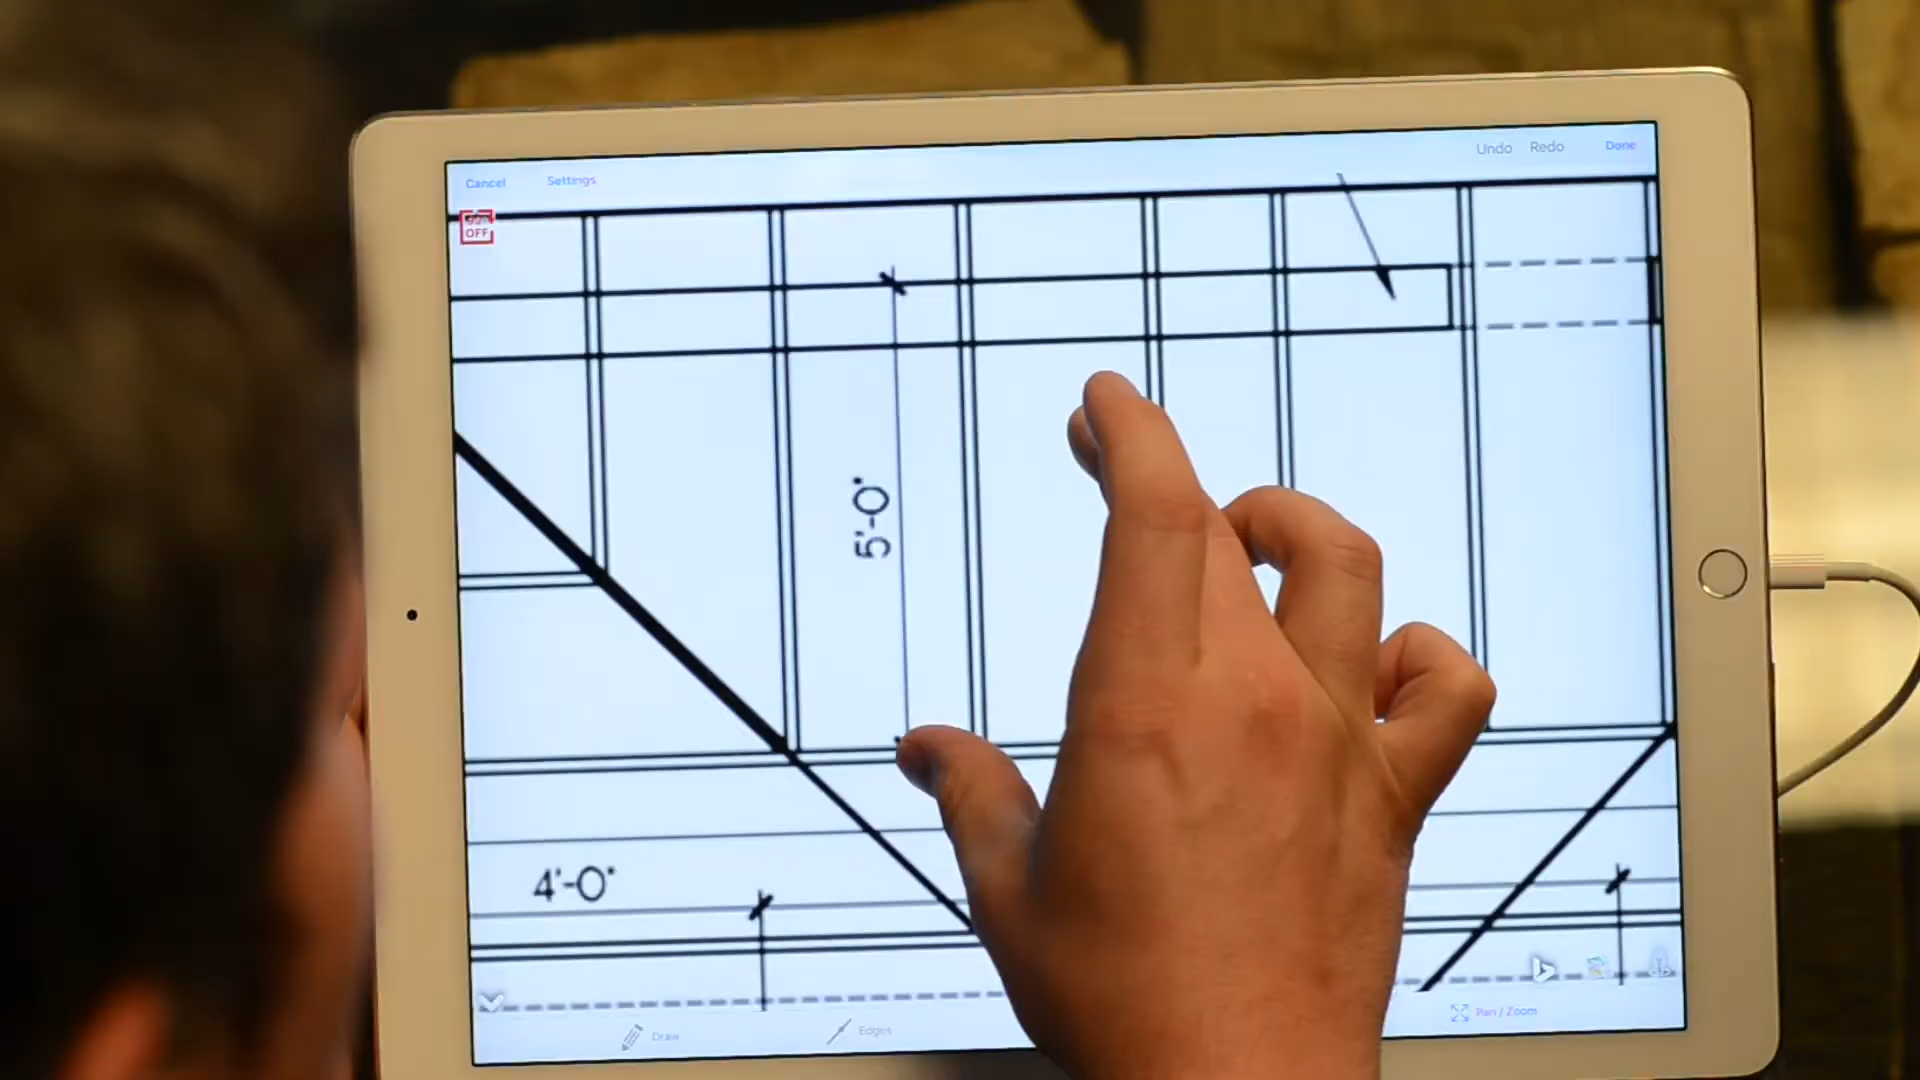 Cancel Settings Undo Redo Done
OFF
5'-0"
4'-0"
Draw Edges Pan / Zoom